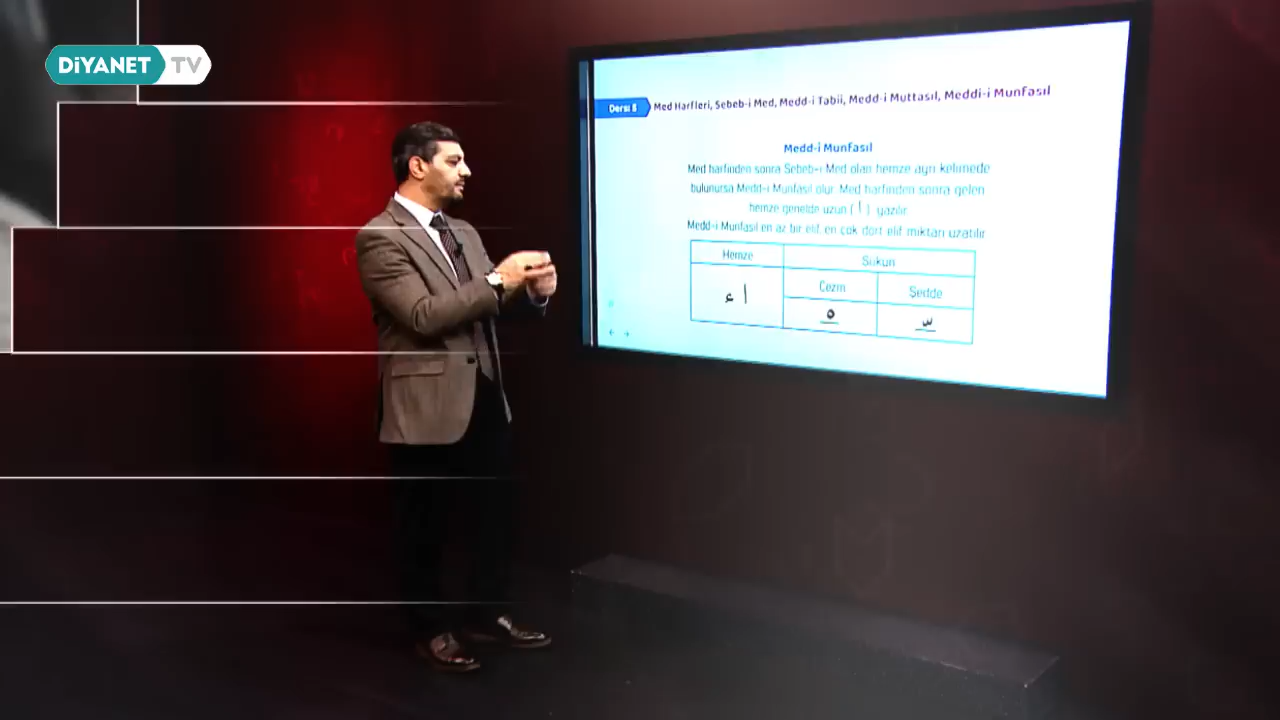 DİYANET TV
Ders: 8 Med Harfleri, Sebeb-i Med, Medd-i Tabii, Medd-i Muttasıl, Meddi-i Munfasıl
Medd-i Munfasıl
Med harfinden sonra Sebeb-i Med olan hemze ayrı kelimede
bulunursa Medd-i Munfasıl olur. Med harfinden sonra gelen
hemze genelde uzun ( أ ) yazılır.
Medd-i Munfasıl en az bir elif, en çok dört elif miktarı uzatılır.
Hemze Sukun
Cezm Şedde
ا ء